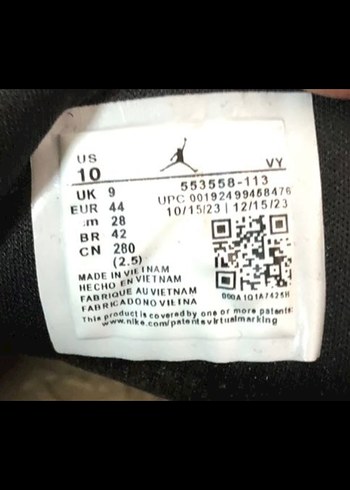 US
10
VY
UK 9
EUR 44
cm 28
BR 42
CN 280
(2.5)
553558-113
UPC 00192499458476
10/15/23 | 12/15/23
MADE IN VIETNAM
HECHO EN VIETNAM
FABRIQUE AU VIETNAM
FABRICADO NO VIETNA
000A1Q1A7425H
This product is covered by one or more patents:
www.nike.com/patentsvirtualmarking